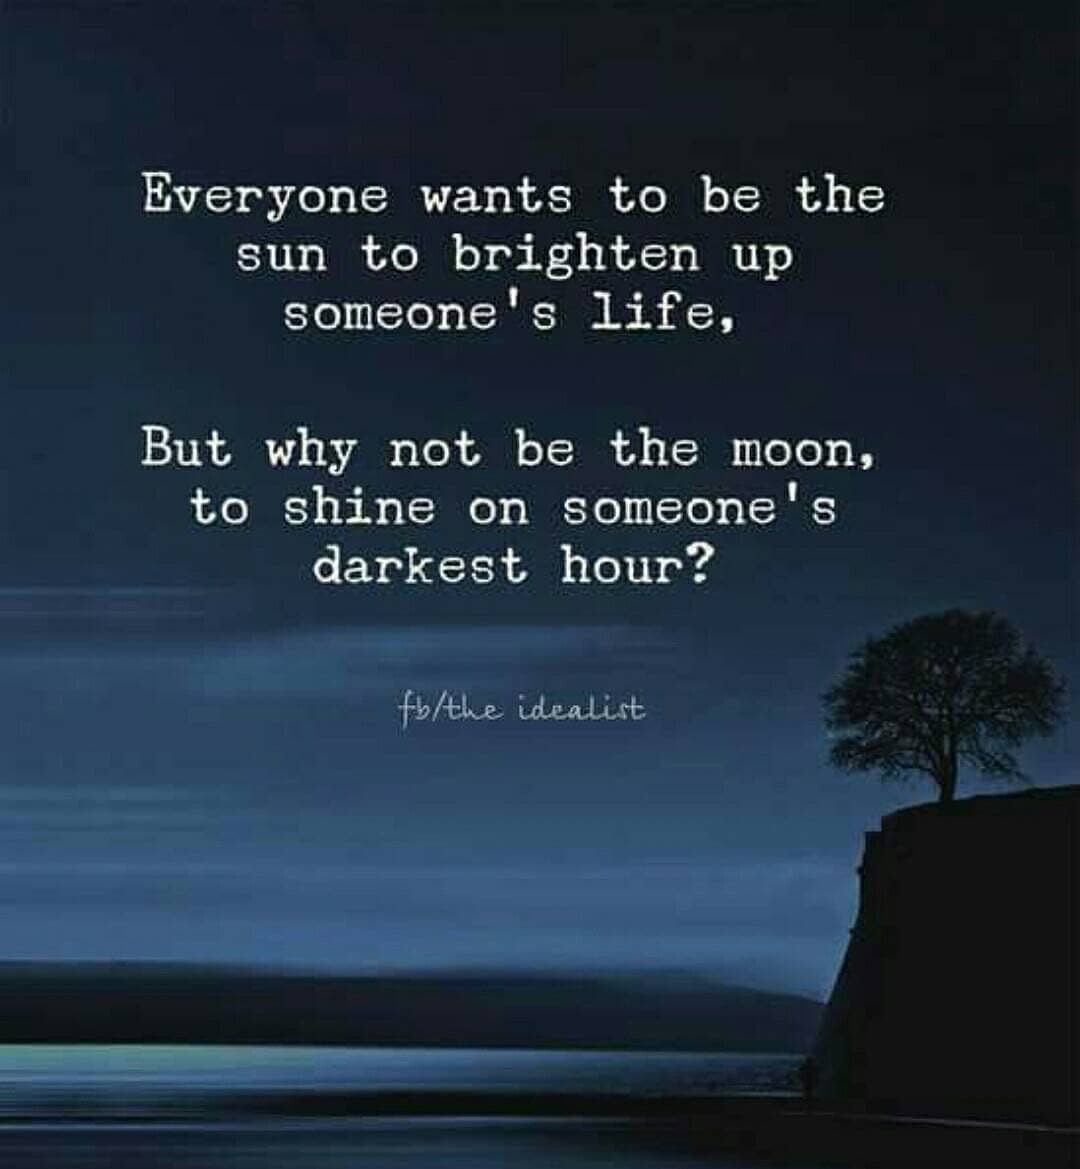 Everyone wants to be the
sun to brighten up
someone's life,
But why not be the moon,
to shine on someone's
darkest hour?
fb/the idealist